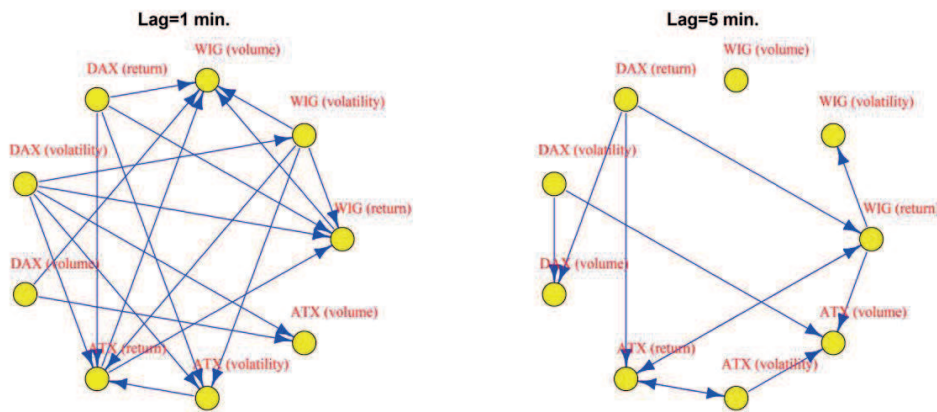 Lag=1 min.
WIG (volume)
DAX (return)
WIG (volatility)
DAX (volatility)
WIG (return)
DAX (volume)
ATX (volume)
ATX (return)
ATX (volatility)
Lag=5 min.
WIG (volume)
DAX (return)
WIG (volatility)
DAX (volatility)
WIG (return)
DAX (volume)
ATX (volume)
ATX (return)
ATX (volatility)